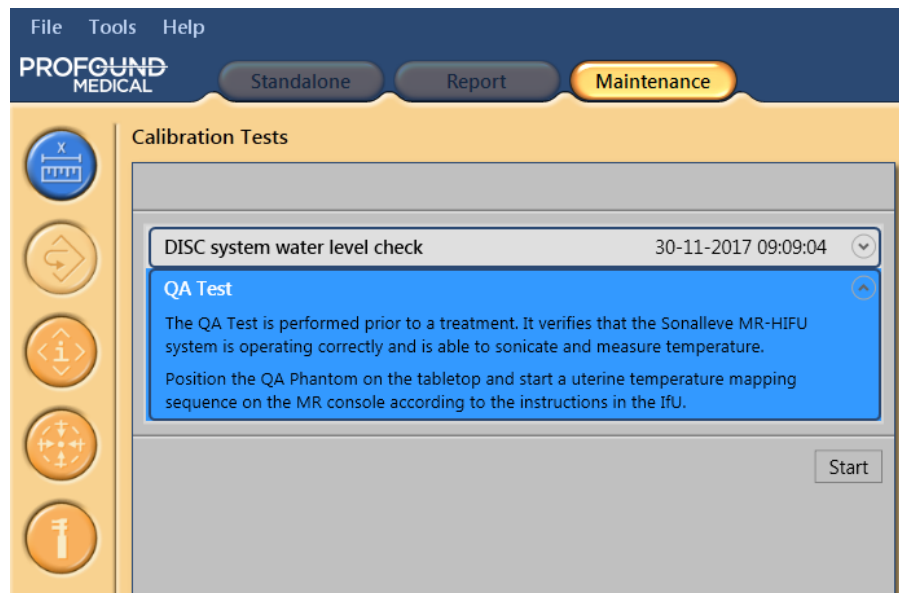 File Tools Help
PROFOUND
MEDICAL
Standalone Report Maintenance
X
Calibration Tests
DISC system water level check 30-11-2017 09:09:04
QA Test
The QA Test is performed prior to a treatment. It verifies that the Sonalleve MR-HIFU
system is operating correctly and is able to sonicate and measure temperature.
Position the QA Phantom on the tabletop and start a uterine temperature mapping
sequence on the MR console according to the instructions in the IfU.
Start
i